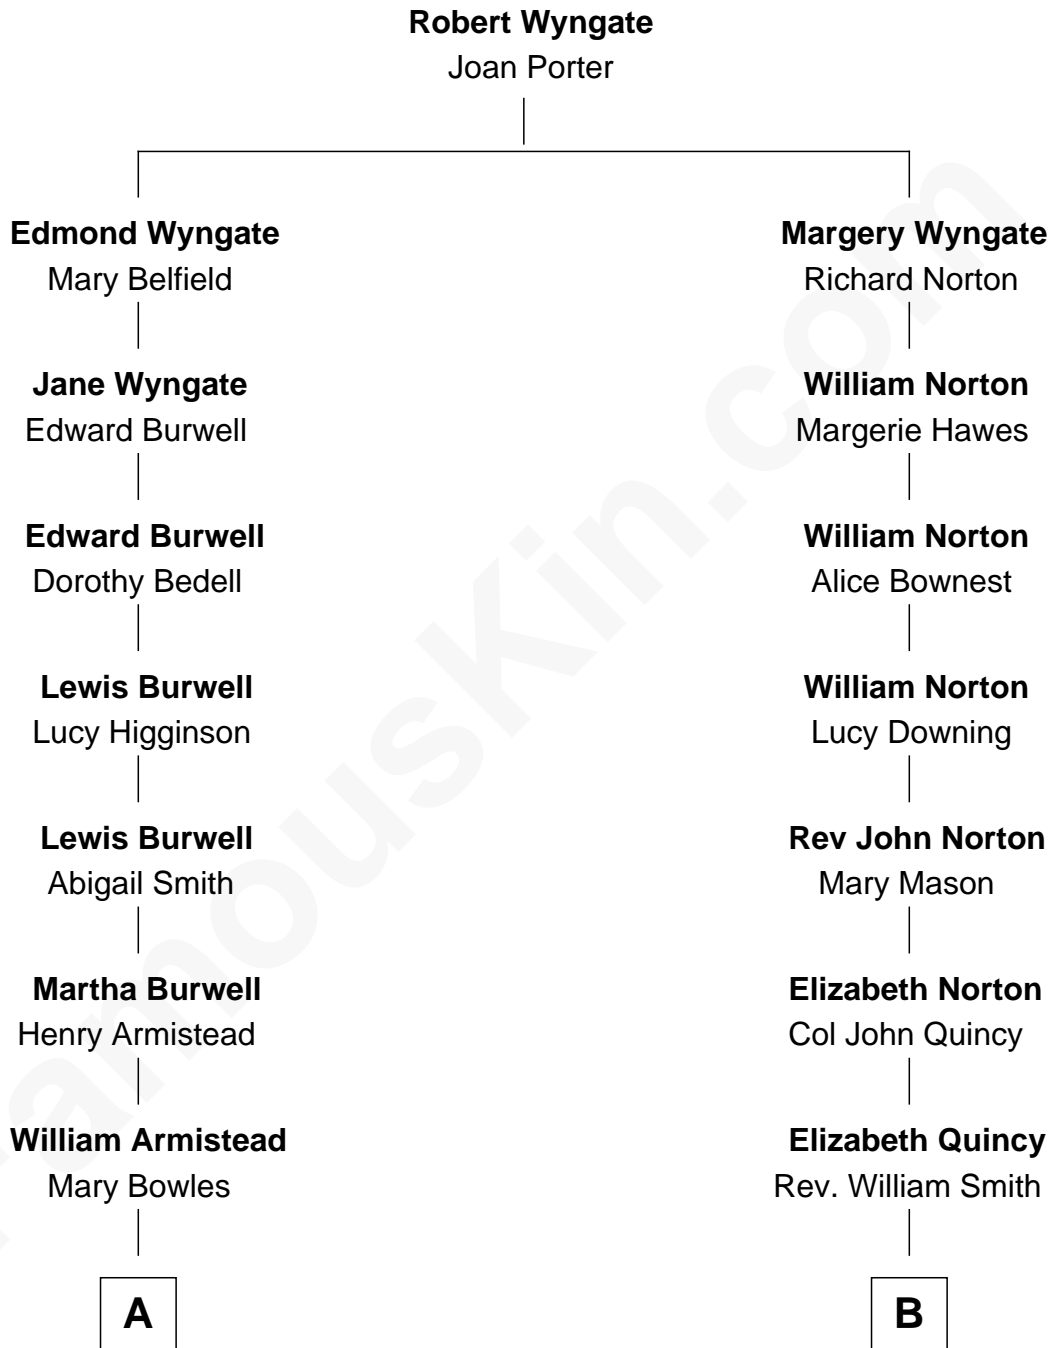 Robert Wyngate
Joan Porter
Edmond Wyngate
Mary Belfield
Margery Wyngate
Richard Norton
Jane Wyngate
Edward Burwell
William Norton
Margerie Hawes
Edward Burwell
Dorothy Bedell
William Norton
Alice Bownest
Lewis Burwell
Lucy Higginson
William Norton
Lucy Downing
Lewis Burwell
Abigail Smith
Rev John Norton
Mary Mason
Martha Burwell
Henry Armistead
Elizabeth Norton
Col John Quincy
William Armistead
Mary Bowles
Elizabeth Quincy
Rev. William Smith
A
B
FamousKin.com